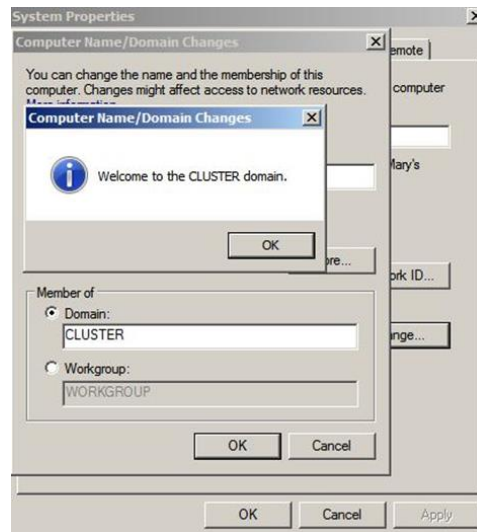 System Properties
Computer Name/Domain Changes
emote
You can change the name and the membership of this
computer. Changes might affect access to network resources.
computer
Computer Name/Domain Changes
Mary's
Welcome to the CLUSTER domain.
OK
ore...
ork ID...
Member of
Domain:
CLUSTER
ange...
Workgroup:
WORKGROUP
OK
Cancel
OK
Cancel
Apply